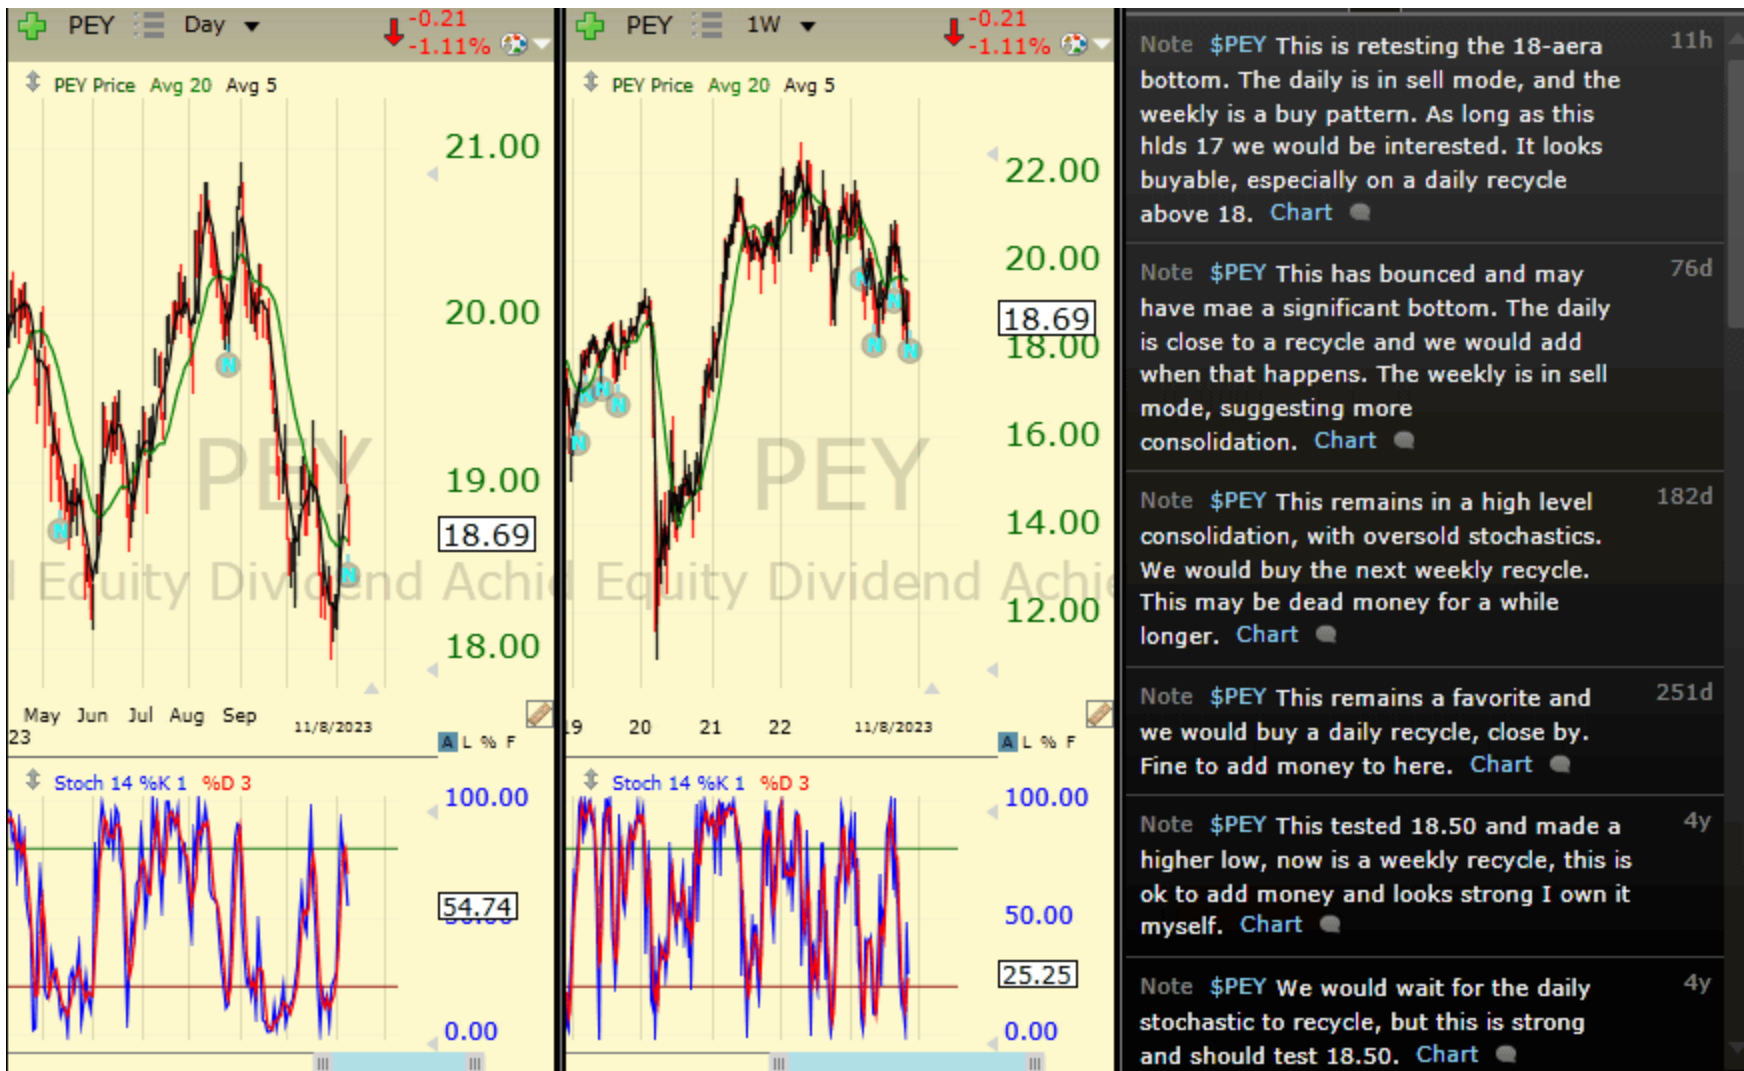 PEY Day -0.21
-1.11%
PEY Price Avg 20 Avg 5
21.00
20.00
19.00
18.69
18.00
PEY
Equity Dividend Achi
N
N
N
May Jun Jul Aug Sep 11/8/2023
23
A L % F
Stoch 14 %K 1 %D 3
100.00
54.74
0.00
PEY 1W -0.21
-1.11%
PEY Price Avg 20 Avg 5
22.00
20.00
18.69
18.00
16.00
14.00
12.00
PEY
Equity Dividend Achie
N
N
N
N
N
N
N
N
19 20 21 22 11/8/2023
A L % F
Stoch 14 %K 1 %D 3
100.00
50.00
25.25
0.00
Note $PEY This is retesting the 18-aera 11h
bottom. The daily is in sell mode, and the
weekly is a buy pattern. As long as this
hlds 17 we would be interested. It looks
buyable, especially on a daily recycle
above 18. Chart
Note $PEY This has bounced and may 76d
have mae a significant bottom. The daily
is close to a recycle and we would add
when that happens. The weekly is in sell
mode, suggesting more
consolidation. Chart
Note $PEY This remains in a high level 182d
consolidation, with oversold stochastics.
We would buy the next weekly recycle.
This may be dead money for a while
longer. Chart
Note $PEY This remains a favorite and 251d
we would buy a daily recycle, close by.
Fine to add money to here. Chart
Note $PEY This tested 18.50 and made a 4y
higher low, now is a weekly recycle, this is
ok to add money and looks strong I own it
myself. Chart
Note $PEY We would wait for the daily 4y
stochastic to recycle, but this is strong
and should test 18.50. Chart